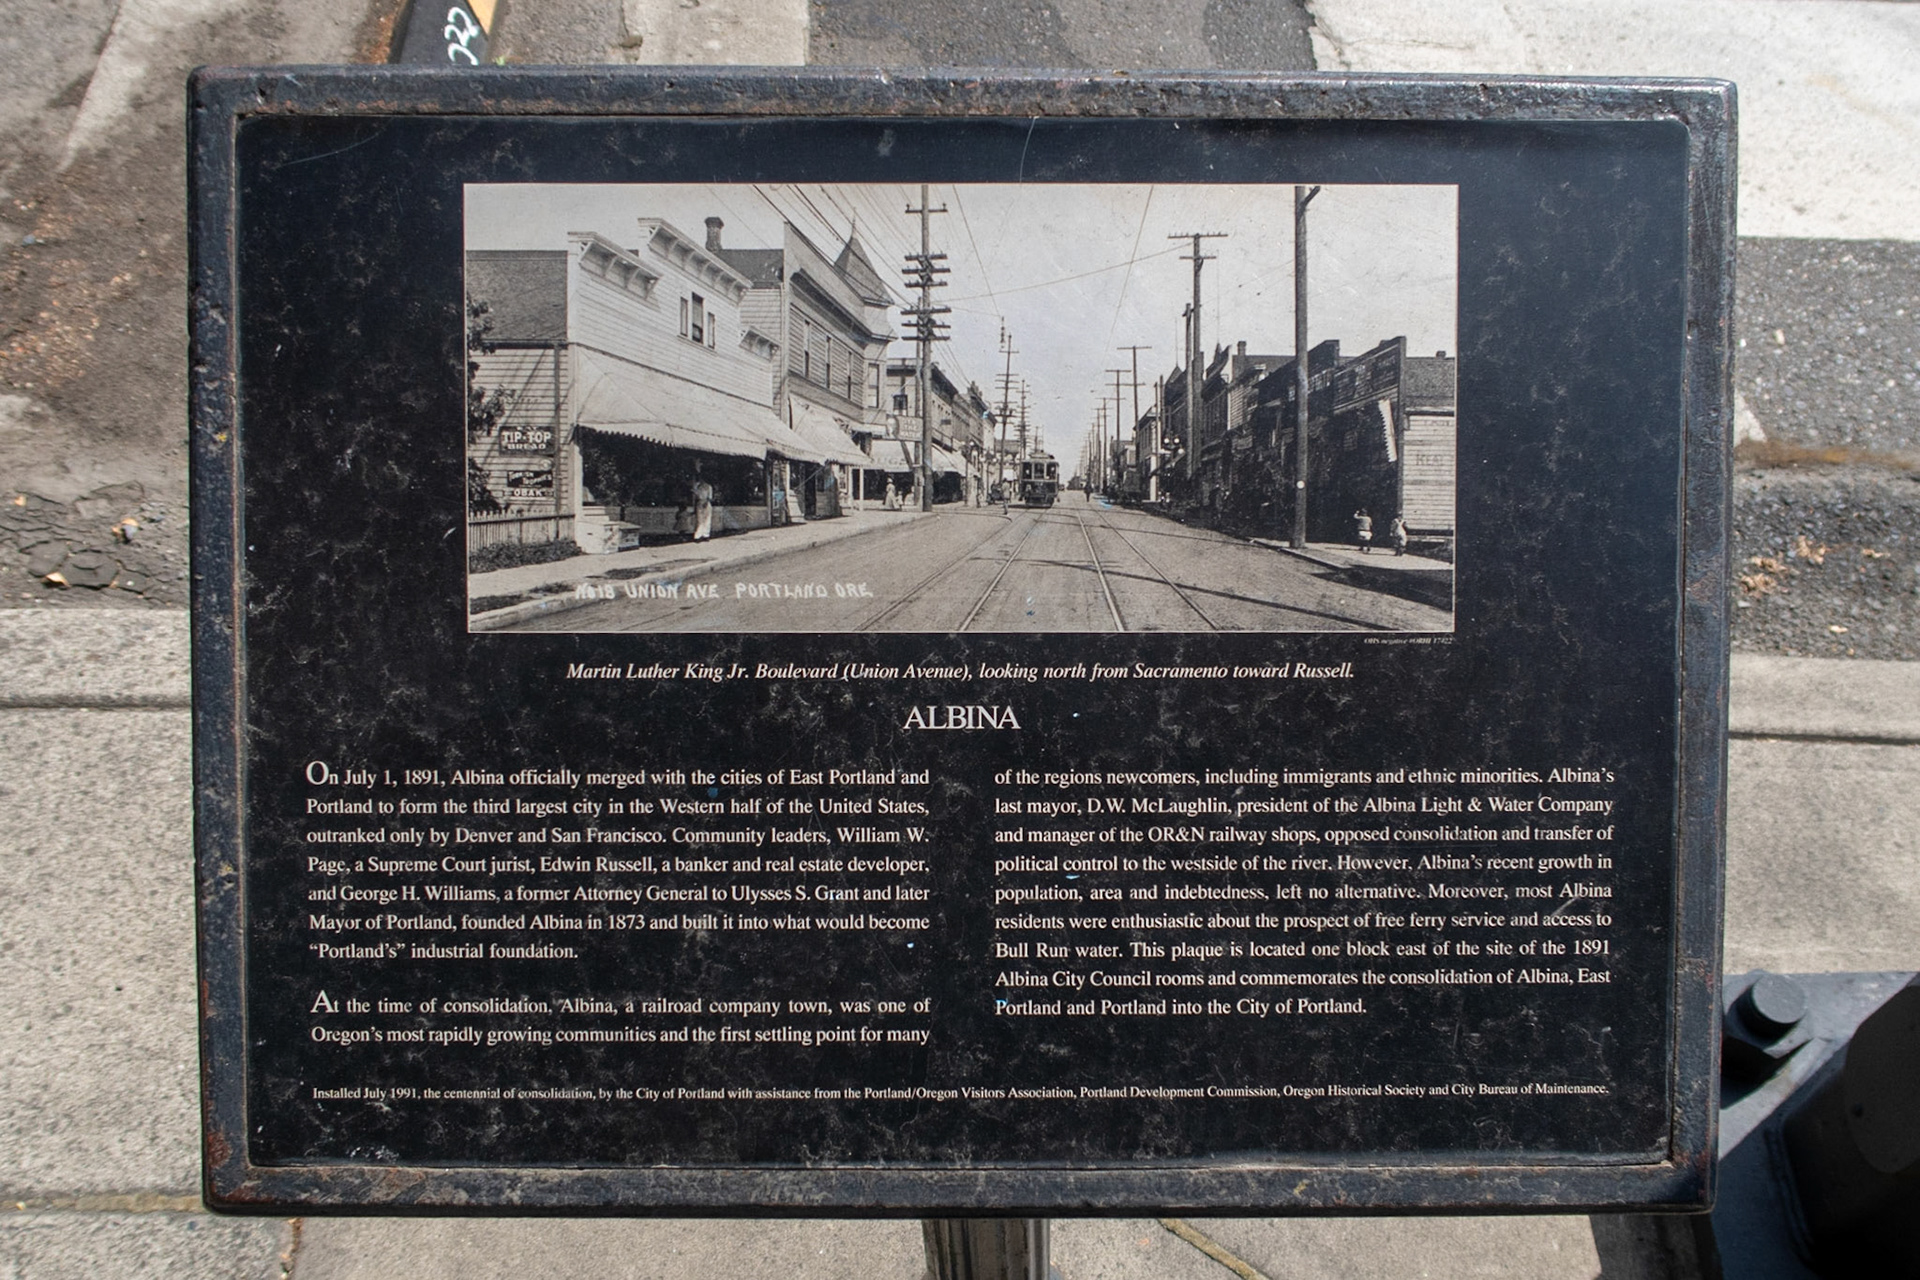 TIP-TOP
BREAD
OBAK
No 18 UNION AVE PORTLAND ORE.
Martin Luther King Jr. Boulevard (Union Avenue), looking north from Sacramento toward Russell.
ALBINA
On July 1, 1891, Albina officially merged with the cities of East Portland and
Portland to form the third largest city in the Western half of the United States,
outranked only by Denver and San Francisco. Community leaders, William W.
Page, a Supreme Court jurist, Edwin Russell, a banker and real estate developer,
and George H. Williams, a former Attorney General to Ulysses S. Grant and later
Mayor of Portland, founded Albina in 1873 and built it into what would become
“Portland’s” industrial foundation.
At the time of consolidation, Albina, a railroad company town, was one of
Oregon’s most rapidly growing communities and the first settling point for many
of the regions newcomers, including immigrants and ethnic minorities. Albina’s
last mayor, D.W. McLaughlin, president of the Albina Light & Water Company
and manager of the OR&N railway shops, opposed consolidation and transfer of
political control to the westside of the river. However, Albina’s recent growth in
population, area and indebtedness, left no alternative. Moreover, most Albina
residents were enthusiastic about the prospect of free ferry service and access to
Bull Run water. This plaque is located one block east of the site of the 1891
Albina City Council rooms and commemorates the consolidation of Albina, East
Portland and Portland into the City of Portland.
Installed July 1991, the centennial of consolidation, by the City of Portland with assistance from the Portland/Oregon Visitors Association, Portland Development Commission, Oregon Historical Society and City Bureau of Maintenance.